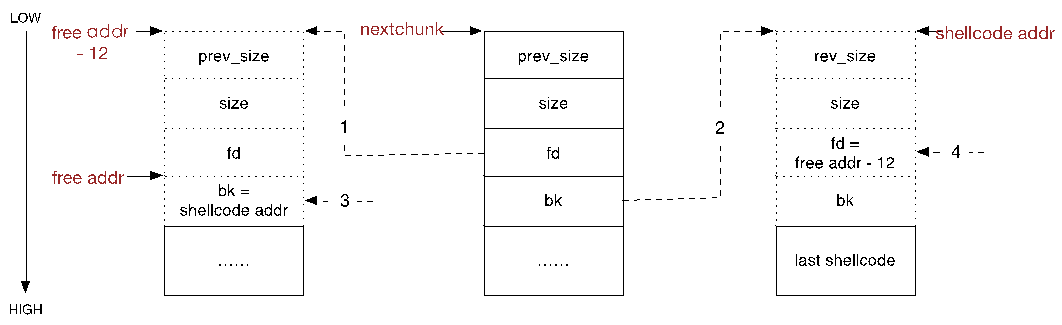 LOW
HIGH
free addr
- 12
free addr
prev_size
size
fd
bk =
shellcode addr
......
1
3
nextchunk
prev_size
size
fd
bk
......
2
shellcode addr
rev_size
size
fd =
free addr - 12
bk
last shellcode
4